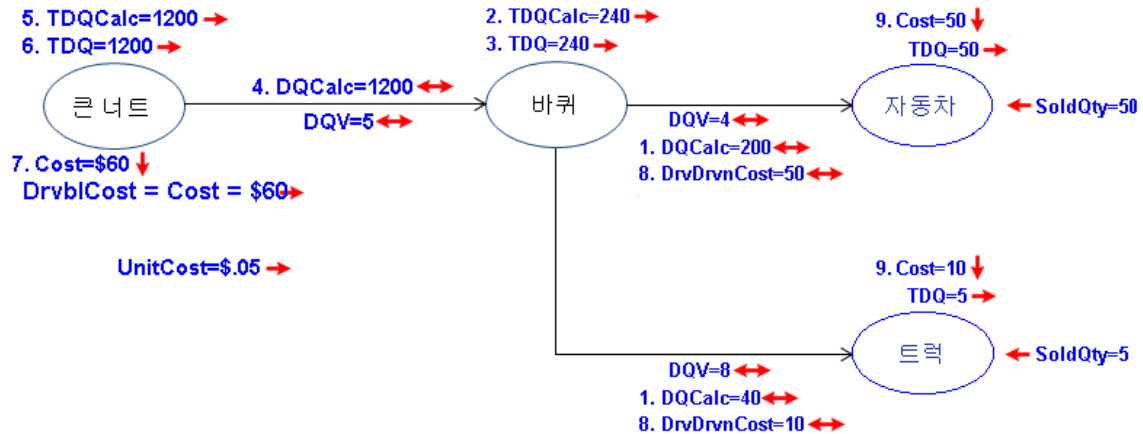 5. TDQCalc=1200
6. TDQ=1200
큰 너트
7. Cost=$60
DrvblCost = Cost = $60
UnitCost=$.05
4. DQCalc=1200
DQV=5
2. TDQCalc=240
3. TDQ=240
바퀴
DQV=4
1. DQCalc=200
8. DrvDrvnCost=50
9. Cost=50
TDQ=50
자동차
SoldQty=50
9. Cost=10
TDQ=5
트럭
SoldQty=5
DQV=8
1. DQCalc=40
8. DrvDrvnCost=10